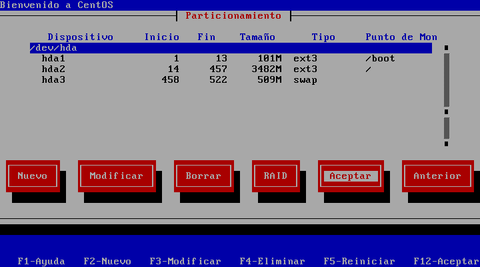 Bienvenido a CentOS
Particionamiento
Dispositivo Inicio Fin Tamaño Tipo Punto de Mon
/dev/hda
hda1 1 13 101M ext3 /boot
hda2 14 457 3482M ext3 /
hda3 458 522 509M swap
Nuevo Modificar Borrar RAID Aceptar Anterior
F1-Ayuda F2-Nuevo F3-Modificar F4-Eliminar F5-Reiniciar F12-Aceptar